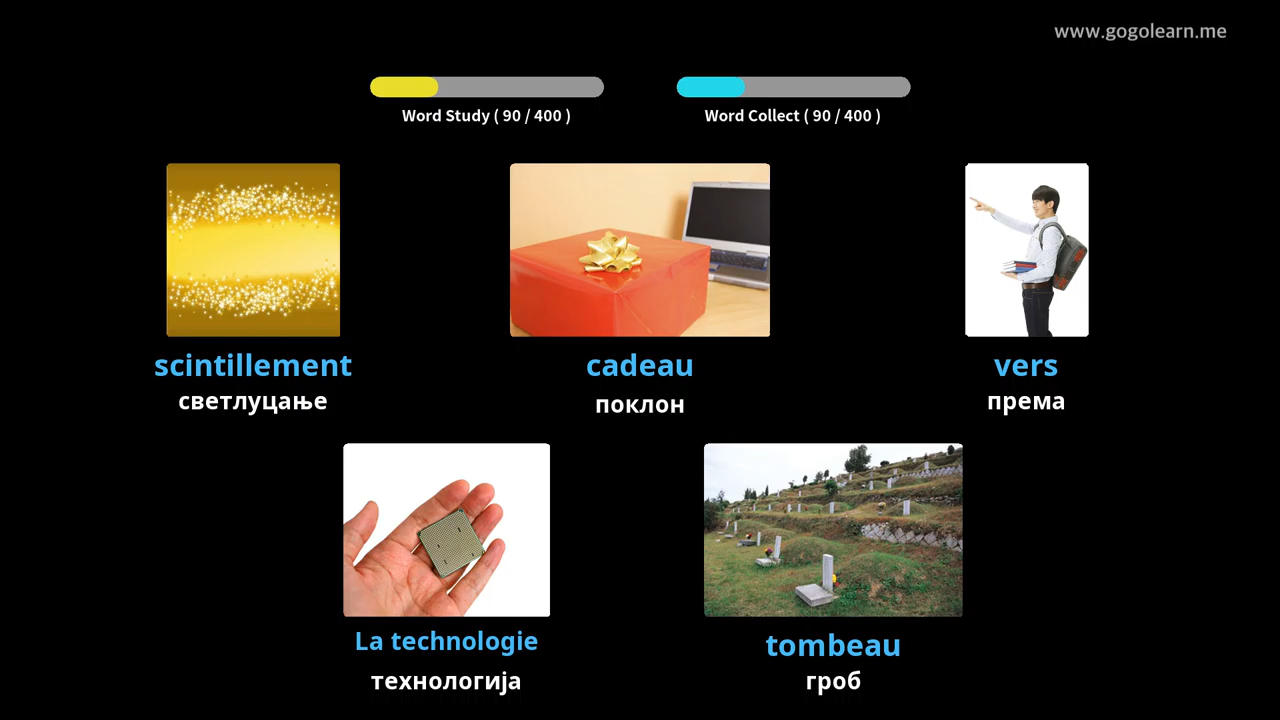 www.gogolearn.me
Word Study ( 90 / 400 )
Word Collect ( 90 / 400 )
scintillement
светлуцање
cadeau
поклон
vers
према
La technologie
технологија
tombeau
гроб